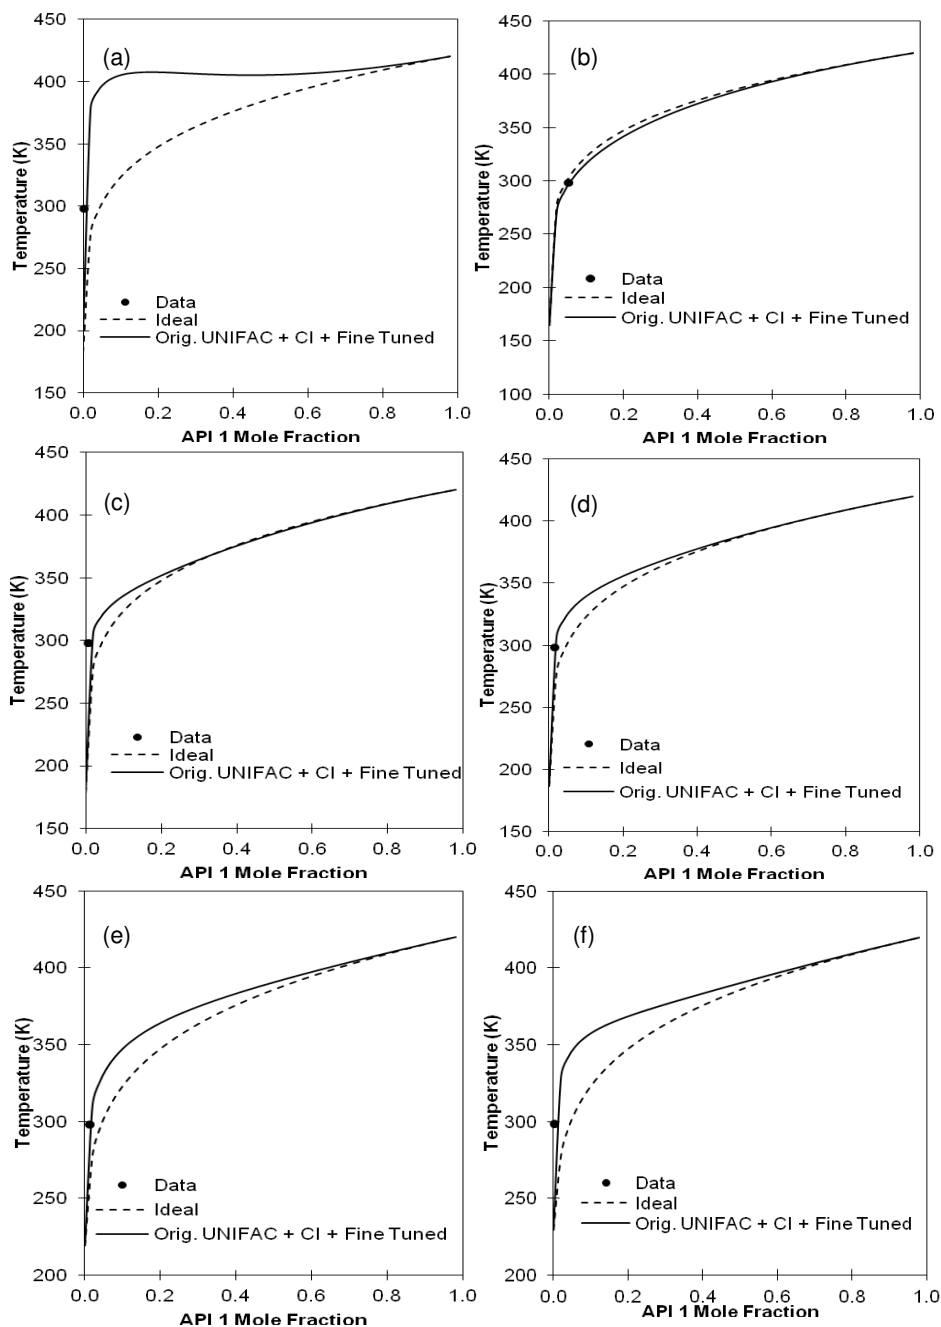 450
(a)
400
350
Temperature (K)
300
250
Data
Ideal
200
Orig. UNIFAC + CI + Fine Tuned
150
0.0 0.2 0.4 0.6 0.8 1.0
API 1 Mole Fraction
450
(b)
400
350
Temperature (K)
300
250
Data
Ideal
200
Orig. UNIFAC + CI + Fine Tuned
150
100
0.0 0.2 0.4 0.6 0.8 1.0
API 1 Mole Fraction
450
(c)
400
350
Temperature (K)
300
250
Data
Ideal
200
Orig. UNIFAC + CI + Fine Tuned
150
0.0 0.2 0.4 0.6 0.8 1.0
API 1 Mole Fraction
450
(d)
400
350
Temperature (K)
300
250
Data
Ideal
200
Orig. UNIFAC + CI + Fine Tuned
150
0.0 0.2 0.4 0.6 0.8 1.0
API 1 Mole Fraction
450
(e)
400
350
Temperature (K)
300
250
Data
Ideal
Orig. UNIFAC + CI + Fine Tuned
200
0.0 0.2 0.4 0.6 0.8 1.0
API 1 Mole Fraction
450
(f)
400
350
Temperature (K)
300
250
Data
Ideal
Orig. UNIFAC + CI + Fine Tuned
200
0.0 0.2 0.4 0.6 0.8 1.0
API 1 Mole Fraction